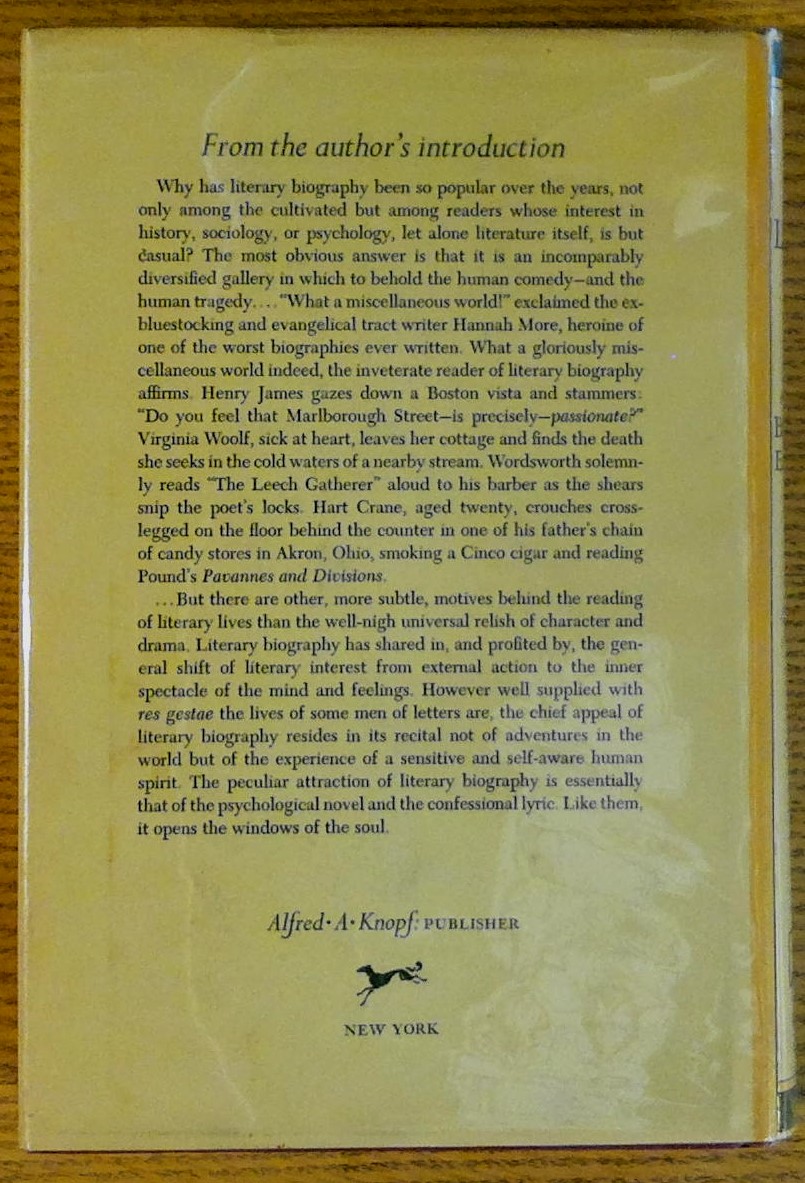 From the author's introduction
Why has literary biography been so popular over the years, not
only among the cultivated but among readers whose interest in
history, sociology, or psychology, let alone literature itself, is but
casual? The most obvious answer is that it is an incomparably
diversified gallery in which to behold the human comedy—and the
human tragedy. . . . "What a miscellaneous world!" exclaimed the ex-
bluestocking and evangelical tract writer Hannah More, heroine of
one of the worst biographies ever written. What a gloriously mis-
cellaneous world indeed, the inveterate reader of literary biography
affirms. Henry James gazes down a Boston vista and stammers:
"Do you feel that Marlborough Street—is precisely—passionate?"
Virginia Woolf, sick at heart, leaves her cottage and finds the death
she seeks in the cold waters of a nearby stream. Wordsworth solemn-
ly reads "The Leech Gatherer" aloud to his barber as the shears
snip the poet's locks. Hart Crane, aged twenty, crouches cross-
legged on the floor behind the counter in one of his father's chain
of candy stores in Akron, Ohio, smoking a Cinco cigar and reading
Pound's Pavannes and Divisions.
. . . But there are other, more subtle, motives behind the reading
of literary lives than the well-nigh universal relish of character and
drama. Literary biography has shared in, and profited by, the gen-
eral shift of literary interest from external action to the inner
spectacle of the mind and feelings. However well supplied with
res gestae the lives of some men of letters are, the chief appeal of
literary biography resides in its recital not of adventures in the
world but of the experience of a sensitive and self-aware human
spirit. The peculiar attraction of literary biography is essentially
that of the psychological novel and the confessional lyric. Like them,
it opens the windows of the soul.
Alfred · A · Knopf: PUBLISHER
NEW YORK